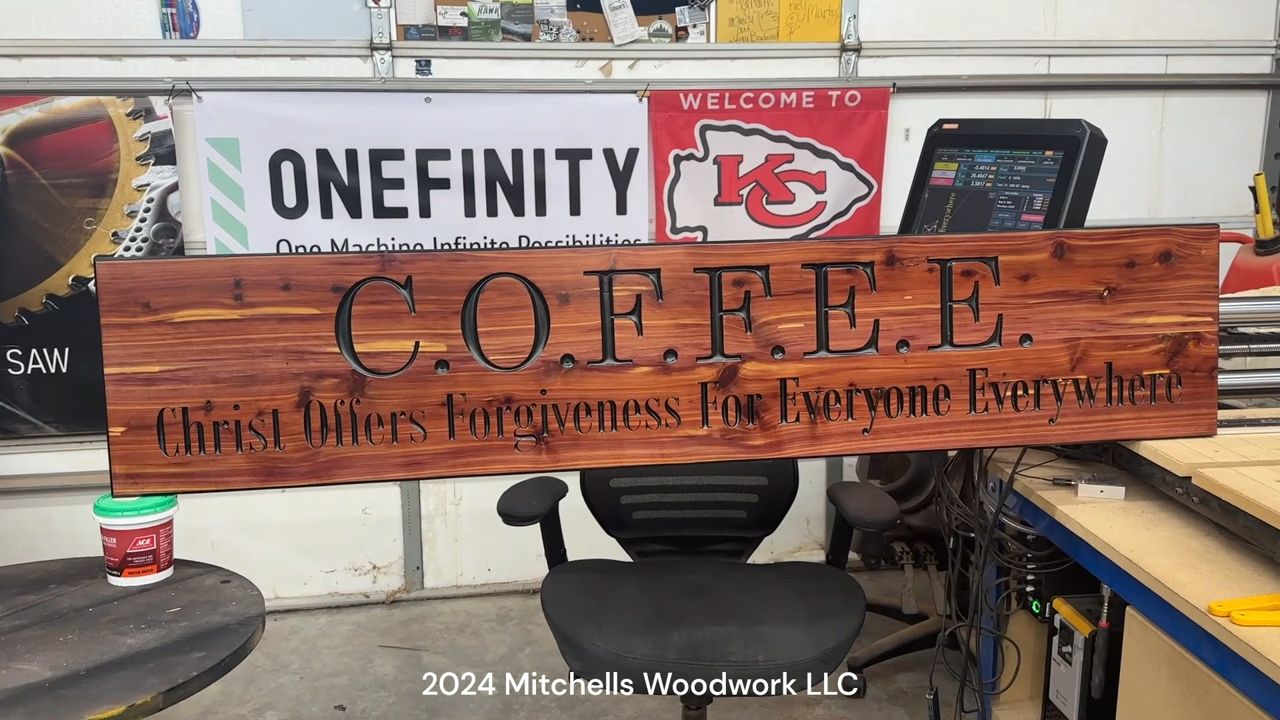 WELCOME TO
KC
ONEFINITY
One Machine Infinite Possibilities
SAW
C.O.F.F.E.E.
Christ Offers Forgiveness For Everyone Everywhere
ACE
2024 Mitchells Woodwork LLC